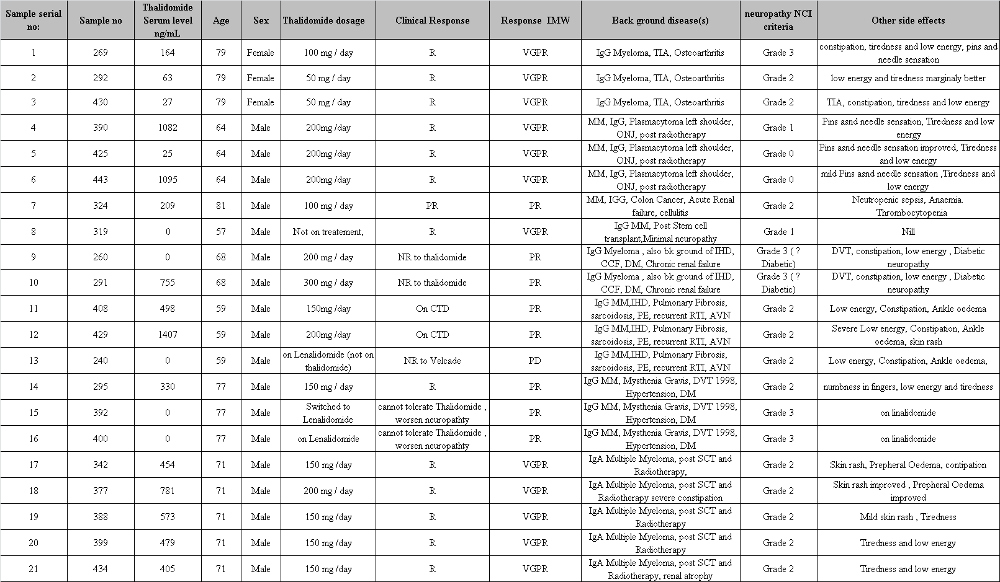 Sample serial no: | Sample no | Thalidomide Serum level ng/mL | Age | Sex | Thalidomide dosage | Clinical Response | Response IMW | Back ground disease(s) | neuropathy NCI criteria | Other side effects
1 | 269 | 164 | 79 | Female | 100 mg / day | R | VGPR | IgG Myeloma, TIA, Osteoarthritis | Grade 3 | constipation, tiredness and low energy, pins and needle sensation
2 | 292 | 63 | 79 | Female | 50 mg / day | R | VGPR | IgG Myeloma, TIA, Osteoarthritis | Grade 2 | low energy and tiredness marginaly better
3 | 430 | 27 | 79 | Female | 50 mg / day | R | VGPR | IgG Myeloma, TIA, Osteoarthritis | Grade 2 | TIA, constipation, tiredness and low energy
4 | 390 | 1082 | 64 | Male | 200mg /day | R | VGPR | MM, IgG, Plasmacytoma left shoulder, ONJ, post radiotherapy | Grade 1 | Pins asnd needle sensation, Tiredness and low energy
5 | 425 | 25 | 64 | Male | 200mg /day | R | VGPR | MM, IgG, Plasmacytoma left shoulder, ONJ, post radiotherapy | Grade 0 | Pins asnd needle sensation improved, Tiredness and low energy
6 | 443 | 1095 | 64 | Male | 200mg /day | R | VGPR | MM, IgG, Plasmacytoma left shoulder, ONJ, post radiotherapy | Grade 0 | mild Pins asnd needle sensation ,Tiredness and low energy
7 | 324 | 209 | 81 | Male | 100 mg / day | PR | PR | MM, IGG, Colon Cancer, Acute Renal failure, cellulitis | Grade 2 | Neutropenic sepsis, Anaemia. Thrombocytopenia
8 | 319 | 0 | 57 | Male | Not on treatement, | R | VGPR | IgG MM, Post Stem cell transplant,Minimal neuropathy | Grade 1 | Nill
9 | 260 | 0 | 68 | Male | 200 mg / day | NR to thalidomide | PR | IgG Myeloma , also bk ground of IHD, CCF, DM, Chronic renal failure | Grade 3 ( ? Diabetic) | DVT, constipation, low energy , Diabetic neuropathy
10 | 291 | 755 | 68 | Male | 300 mg / day | NR to thalidomide | PR | IgG Myeloma , also bk ground of IHD, CCF, DM, Chronic renal failure | Grade 3 ( ? Diabetic) | DVT, constipation, low energy , Diabetic neuropathy
11 | 408 | 498 | 59 | Male | 150mg /day | On CTD | PR | IgG MM,IHD, Pulmonary Fibrosis, sarcoidosis, PE, recurrent RTI, AVN | Grade 2 | Low energy, Constipation, Ankle oedema
12 | 429 | 1407 | 59 | Male | 200mg /day | On CTD | PR | IgG MM,IHD, Pulmonary Fibrosis, sarcoidosis, PE, recurrent RTI, AVN | Grade 2 | Severe Low energy, Constipation, Ankle oedema, skin rash
13 | 240 | 0 | 59 | Male | on Lenalidomide (not on thalidomide) | NR to Velcade | PD | IgG MM,IHD, Pulmonary Fibrosis, sarcoidosis, PE, recurrent RTI, AVN | Grade 2 | Low energy, Constipation, Ankle oedema,
14 | 295 | 330 | 77 | Male | 150 mg / day | R | PR | IgG MM, Mysthenia Gravis, DVT 1998, Hypertension, DM | Grade 2 | numbness in fingers, low energy and tiredness
15 | 392 | 0 | 77 | Male | Switched to Lenalidomide | cannot tolerate Thalidomide , worsen neuropathty | PR | IgG MM, Mysthenia Gravis, DVT 1998, Hypertension, DM | Grade 3 | on linalidomide
16 | 400 | 0 | 77 | Male | on Lenalidomide | cannot tolerate Thalidomide , worsen neuropathty | PR | IgG MM, Mysthenia Gravis, DVT 1998, Hypertension, DM | Grade 3 | on linalidomide
17 | 342 | 454 | 71 | Male | 150 mg /day | R | VGPR | IgA Multiple Myeloma, post SCT and Radiotherapy, | Grade 2 | Skin rash, Prepheral Oedema, contipation
18 | 377 | 781 | 71 | Male | 200 mg / day | R | VGPR | IgA Multiple Myeloma, post SCT and Radiotherapy severe constipation | Grade 2 | Skin rash improved , Prepheral Oedema improved
19 | 388 | 573 | 71 | Male | 150 mg /day | R | VGPR | IgA Multiple Myeloma, post SCT and Radiotherapy | Grade 2 | Mild skin rash , Tiredness
20 | 399 | 479 | 71 | Male | 150 mg /day | R | VGPR | IgA Multiple Myeloma, post SCT and Radiotherapy | Grade 2 | Tiredness and low energy
21 | 434 | 405 | 71 | Male | 150 mg /day | R | VGPR | IgA Multiple Myeloma, post SCT and Radiotherapy, renal atrophy | Grade 2 | Tiredness and low energy